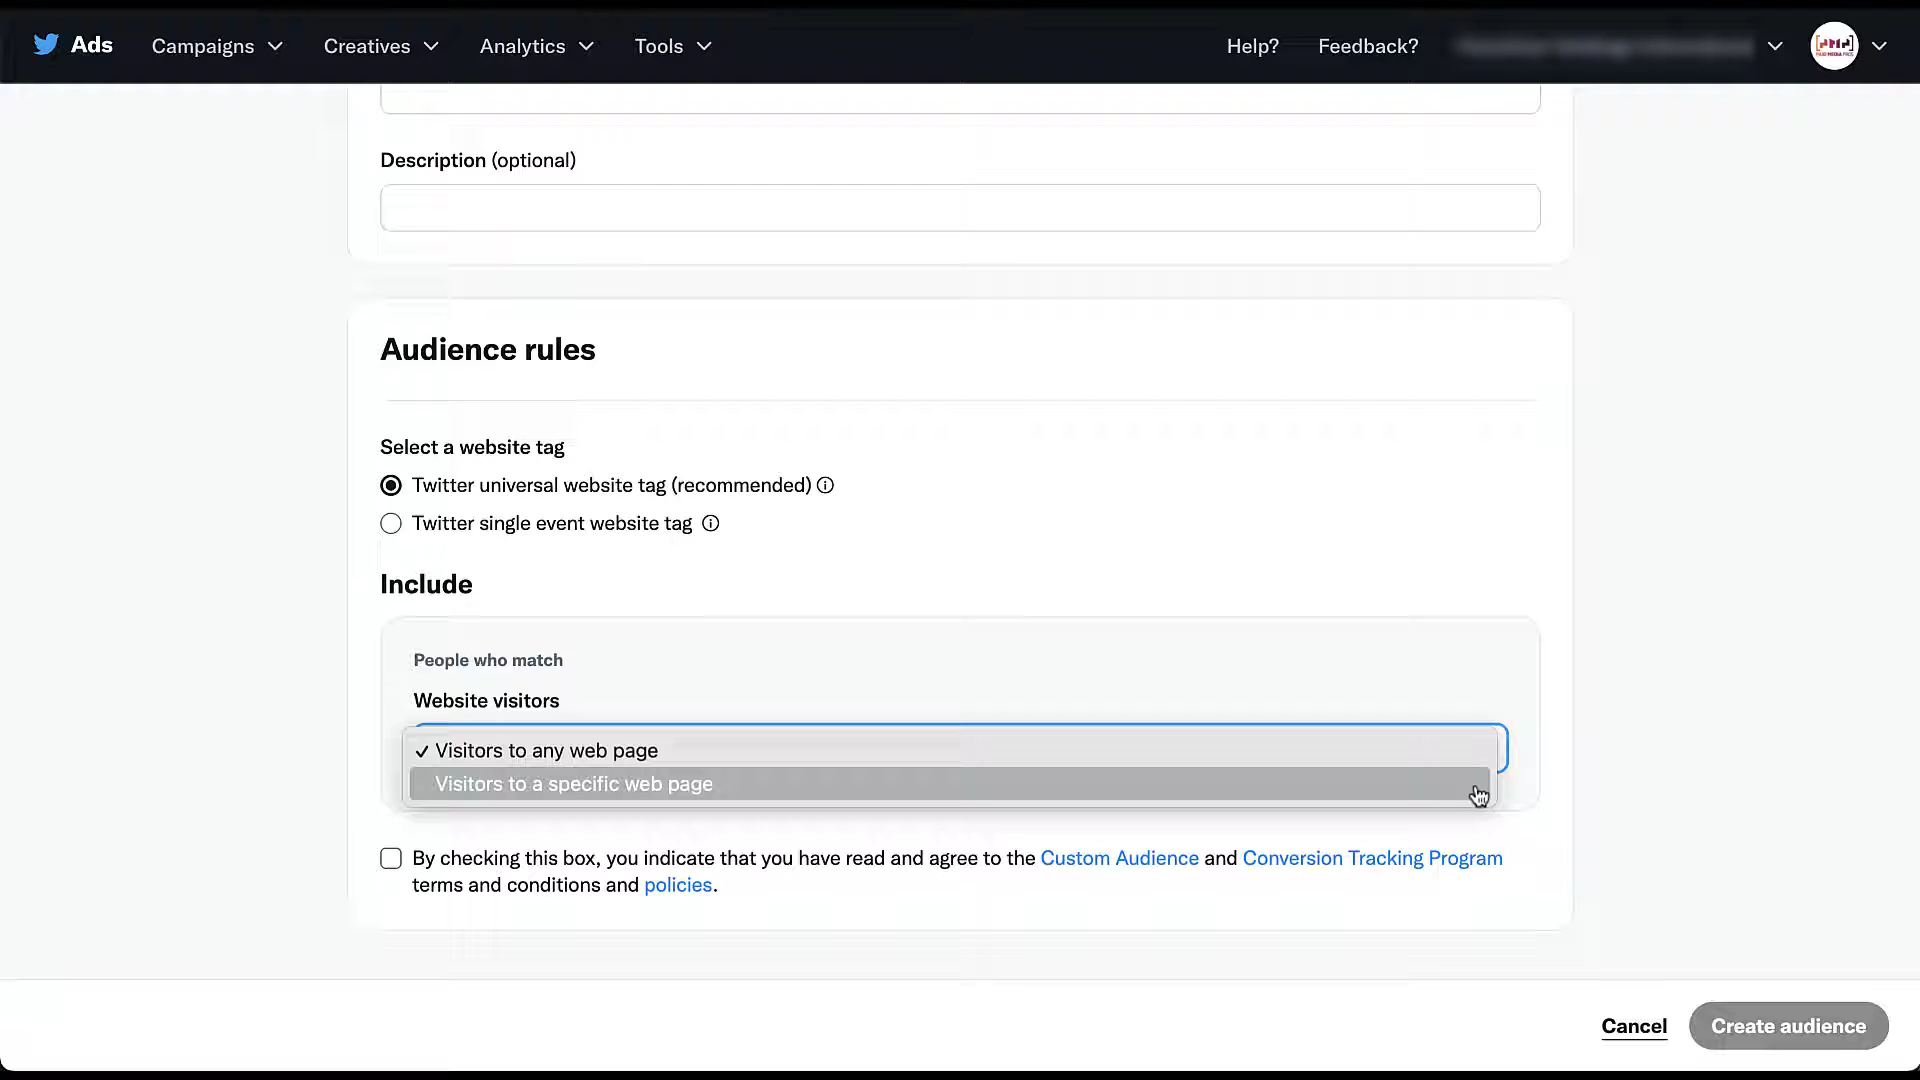 Ads Campaigns Creatives Analytics Tools Help? Feedback?
Description (optional)
Audience rules
Select a website tag
Twitter universal website tag (recommended)
Twitter single event website tag
Include
People who match
Website visitors
✓ Visitors to any web page
Visitors to a specific web page
By checking this box, you indicate that you have read and agree to the Custom Audience and Conversion Tracking Program
terms and conditions and policies.
Cancel Create audience